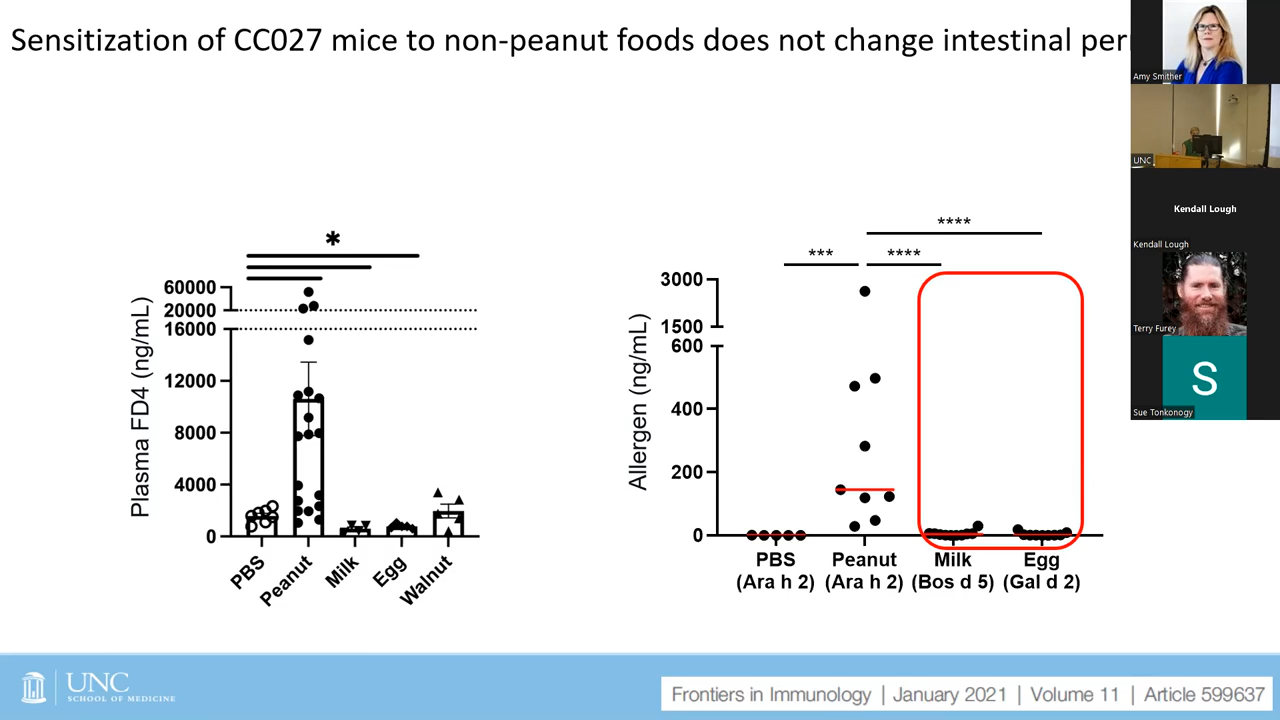 Sensitization of CC027 mice to non-peanut foods does not change intestinal per
Amy Smither
UNC
Kendall Lough
Kendall Lough
Terry Furey
S
Sue Tonkonogy
*
Plasma FD4 (ng/mL)
60000
20000
16000
12000
8000
4000
0
PBS
Peanut
Milk
Egg
Walnut
****
*** ****
Allergen (ng/mL)
3000
1500
600
400
200
0
PBS Peanut Milk Egg
(Ara h 2) (Ara h 2) (Bos d 5) (Gal d 2)
UNC
SCHOOL OF MEDICINE
Frontiers in Immunology | January 2021 | Volume 11 | Article 599637